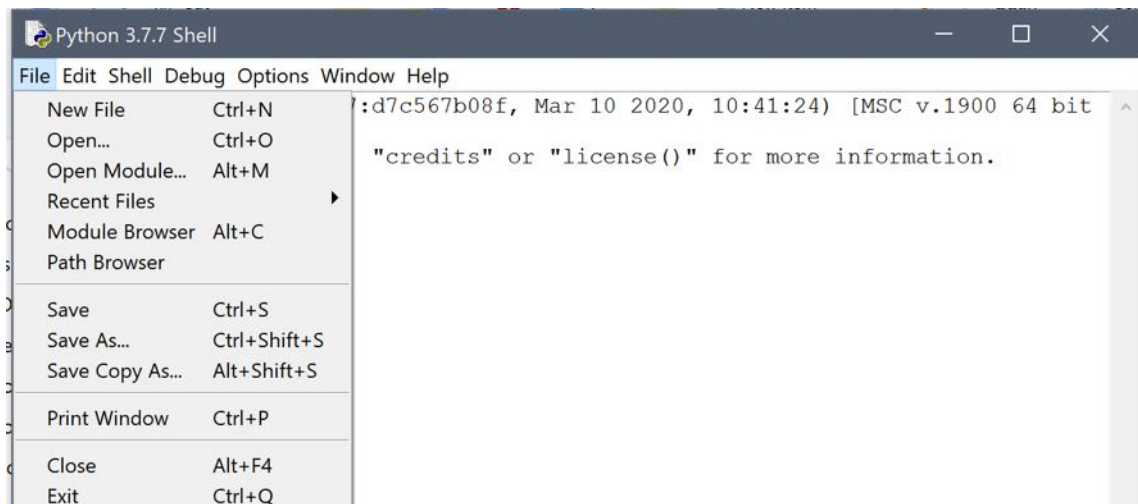 Python 3.7.7 Shell
File Edit Shell Debug Options Window Help
New File Ctrl+N
:d7c567b08f, Mar 10 2020, 10:41:24) [MSC v.1900 64 bit
Open... Ctrl+O
"credits" or "license()" for more information.
Open Module... Alt+M
Recent Files
Module Browser Alt+C
Path Browser
Save Ctrl+S
Save As... Ctrl+Shift+S
Save Copy As... Alt+Shift+S
Print Window Ctrl+P
Close Alt+F4
Exit Ctrl+Q